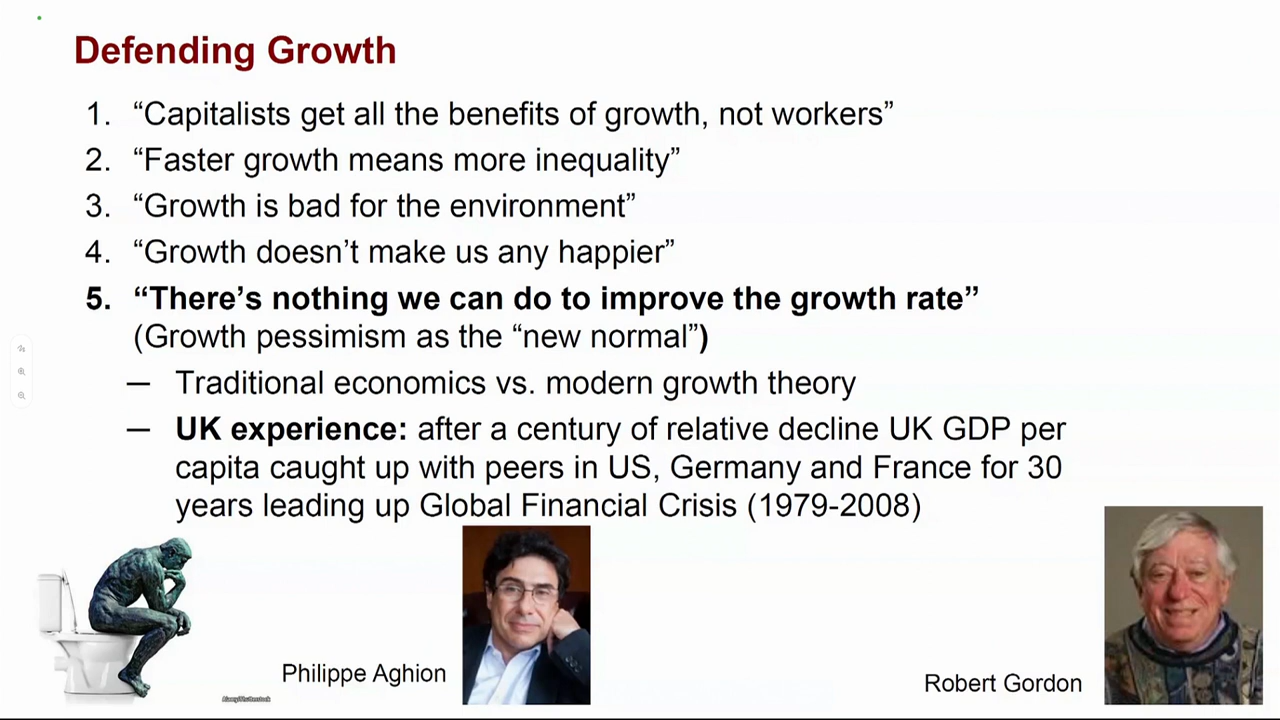 Defending Growth
1. “Capitalists get all the benefits of growth, not workers”
2. “Faster growth means more inequality”
3. “Growth is bad for the environment”
4. “Growth doesn’t make us any happier”
5. “There’s nothing we can do to improve the growth rate”
(Growth pessimism as the “new normal”)
— Traditional economics vs. modern growth theory
— UK experience: after a century of relative decline UK GDP per
capita caught up with peers in US, Germany and France for 30
years leading up Global Financial Crisis (1979-2008)
Philippe Aghion
Robert Gordon